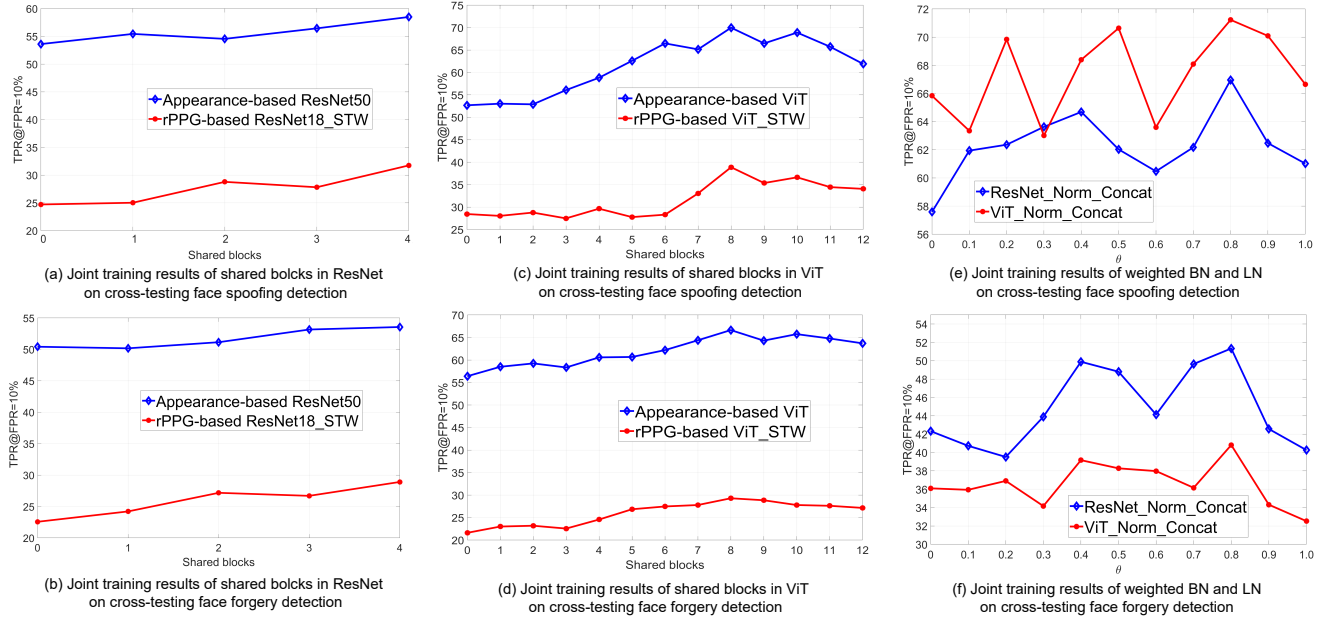 60
55
50
45
40
35
30
25
20
TPR@FPR=10%
Appearance-based ResNet50
rPPG-based ResNet18_STW
0 1 2 3 4
Shared blocks
(a) Joint training results of shared bolcks in ResNet
on cross-testing face spoofing detection
75
70
65
60
55
50
45
40
35
30
25
TPR@FPR=10%
Appearance-based ViT
rPPG-based ViT_STW
0 1 2 3 4 5 6 7 8 9 10 11 12
Shared blocks
(c) Joint training results of shared blocks in ViT
on cross-testing face spoofing detection
72
70
68
66
64
62
60
58
56
TPR@FPR=10%
ResNet_Norm_Concat
ViT_Norm_Concat
0 0.1 0.2 0.3 0.4 0.5 0.6 0.7 0.8 0.9 1.0
θ
(e) Joint training results of weighted BN and LN
on cross-testing face spoofing detection
55
50
45
40
35
30
25
20
TPR@FPR=10%
Appearance-based ResNet50
rPPG-based ResNet18_STW
0 1 2 3 4
Shared blocks
(b) Joint training results of shared bolcks in ResNet
on cross-testing face forgery detection
70
65
60
55
50
45
40
35
30
25
20
TPR@FPR=10%
Appearance-based ViT
rPPG-based ViT_STW
0 1 2 3 4 5 6 7 8 9 10 11 12
Shared blocks
(d) Joint training results of shared blocks in ViT
on cross-testing face forgery detection
54
52
50
48
46
44
42
40
38
36
34
32
30
TPR@FPR=10%
ResNet_Norm_Concat
ViT_Norm_Concat
0 0.1 0.2 0.3 0.4 0.5 0.6 0.7 0.8 0.9 1.0
θ
(f) Joint training results of weighted BN and LN
on cross-testing face forgery detection